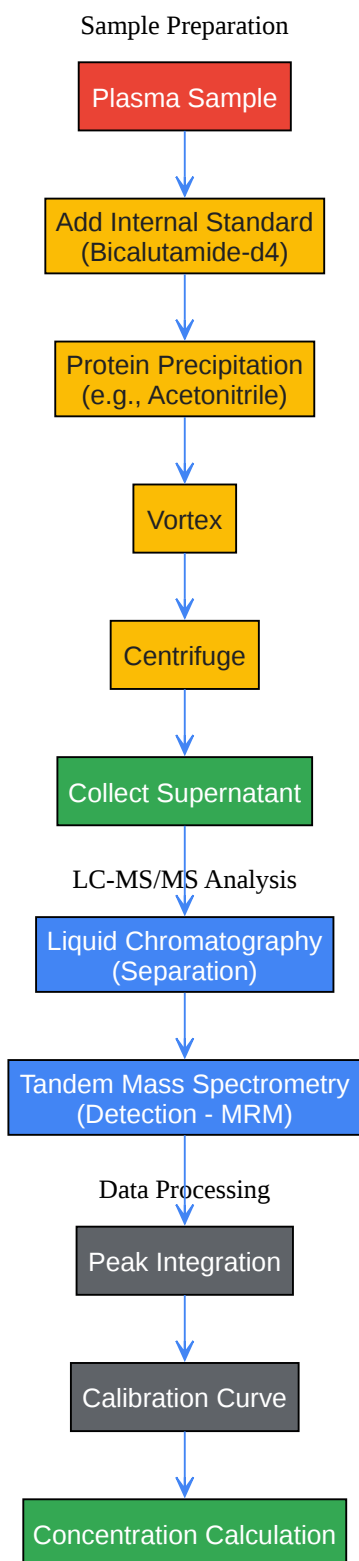 Sample Preparation
Plasma Sample
Add Internal Standard
(Bicalutamide-d4)
Protein Precipitation
(e.g., Acetonitrile)
Vortex
Centrifuge
Collect Supernatant
LC-MS/MS Analysis
Liquid Chromatography
(Separation)
Tandem Mass Spectrometry
(Detection - MRM)
Data Processing
Peak Integration
Calibration Curve
Concentration Calculation